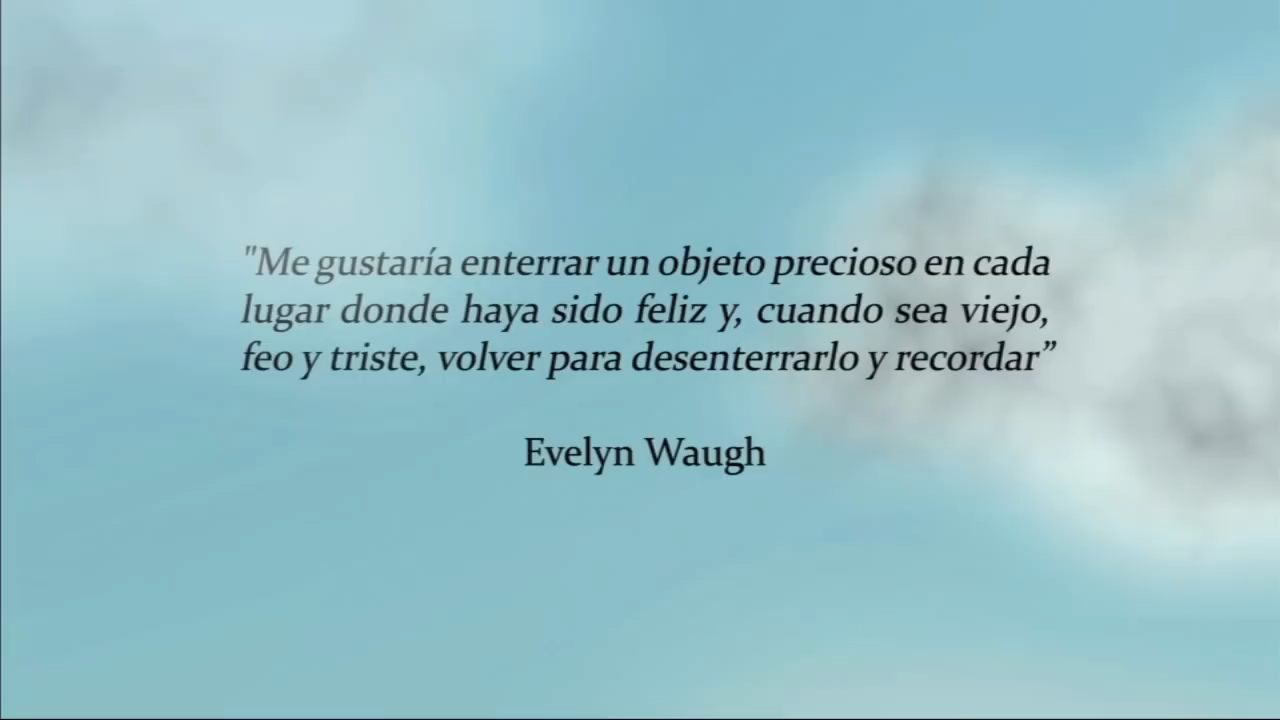 "Me gustaría enterrar un objeto precioso en cada
lugar donde haya sido feliz y, cuando sea viejo,
feo y triste, volver para desenterrarlo y recordar”
Evelyn Waugh